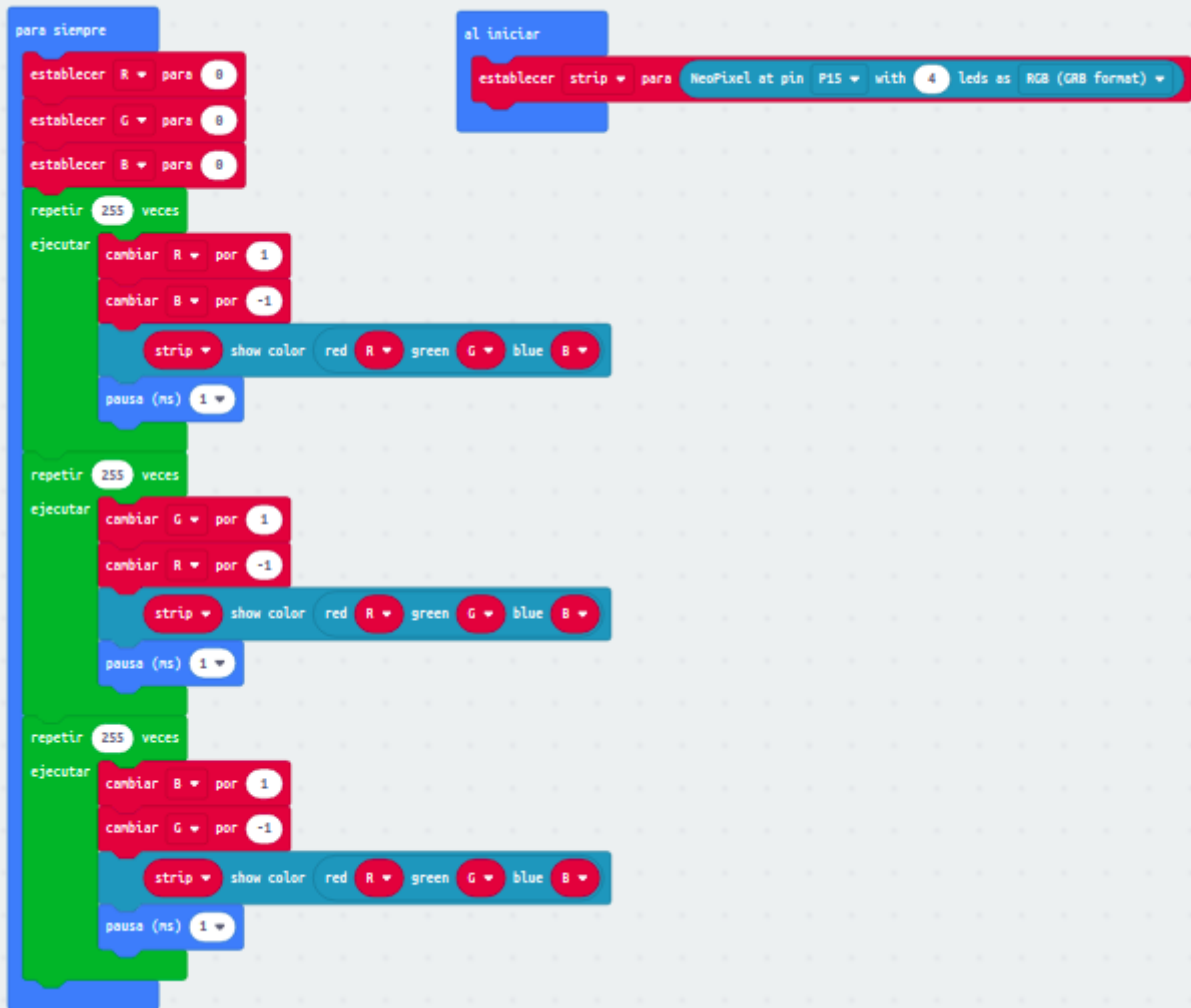 para siempre
establecer R para 0
establecer G para 0
establecer B para 0
repetir 255 veces
ejecutar
cambiar R por 1
cambiar B por -1
strip show color red R green G blue B
pausa (ms) 1
repetir 255 veces
ejecutar
cambiar G por 1
cambiar R por -1
strip show color red R green G blue B
pausa (ms) 1
repetir 255 veces
ejecutar
cambiar B por 1
cambiar G por -1
strip show color red R green G blue B
pausa (ms) 1
al iniciar
establecer strip para NeoPixel at pin P15 with 4 leds as RGB (GRB format)